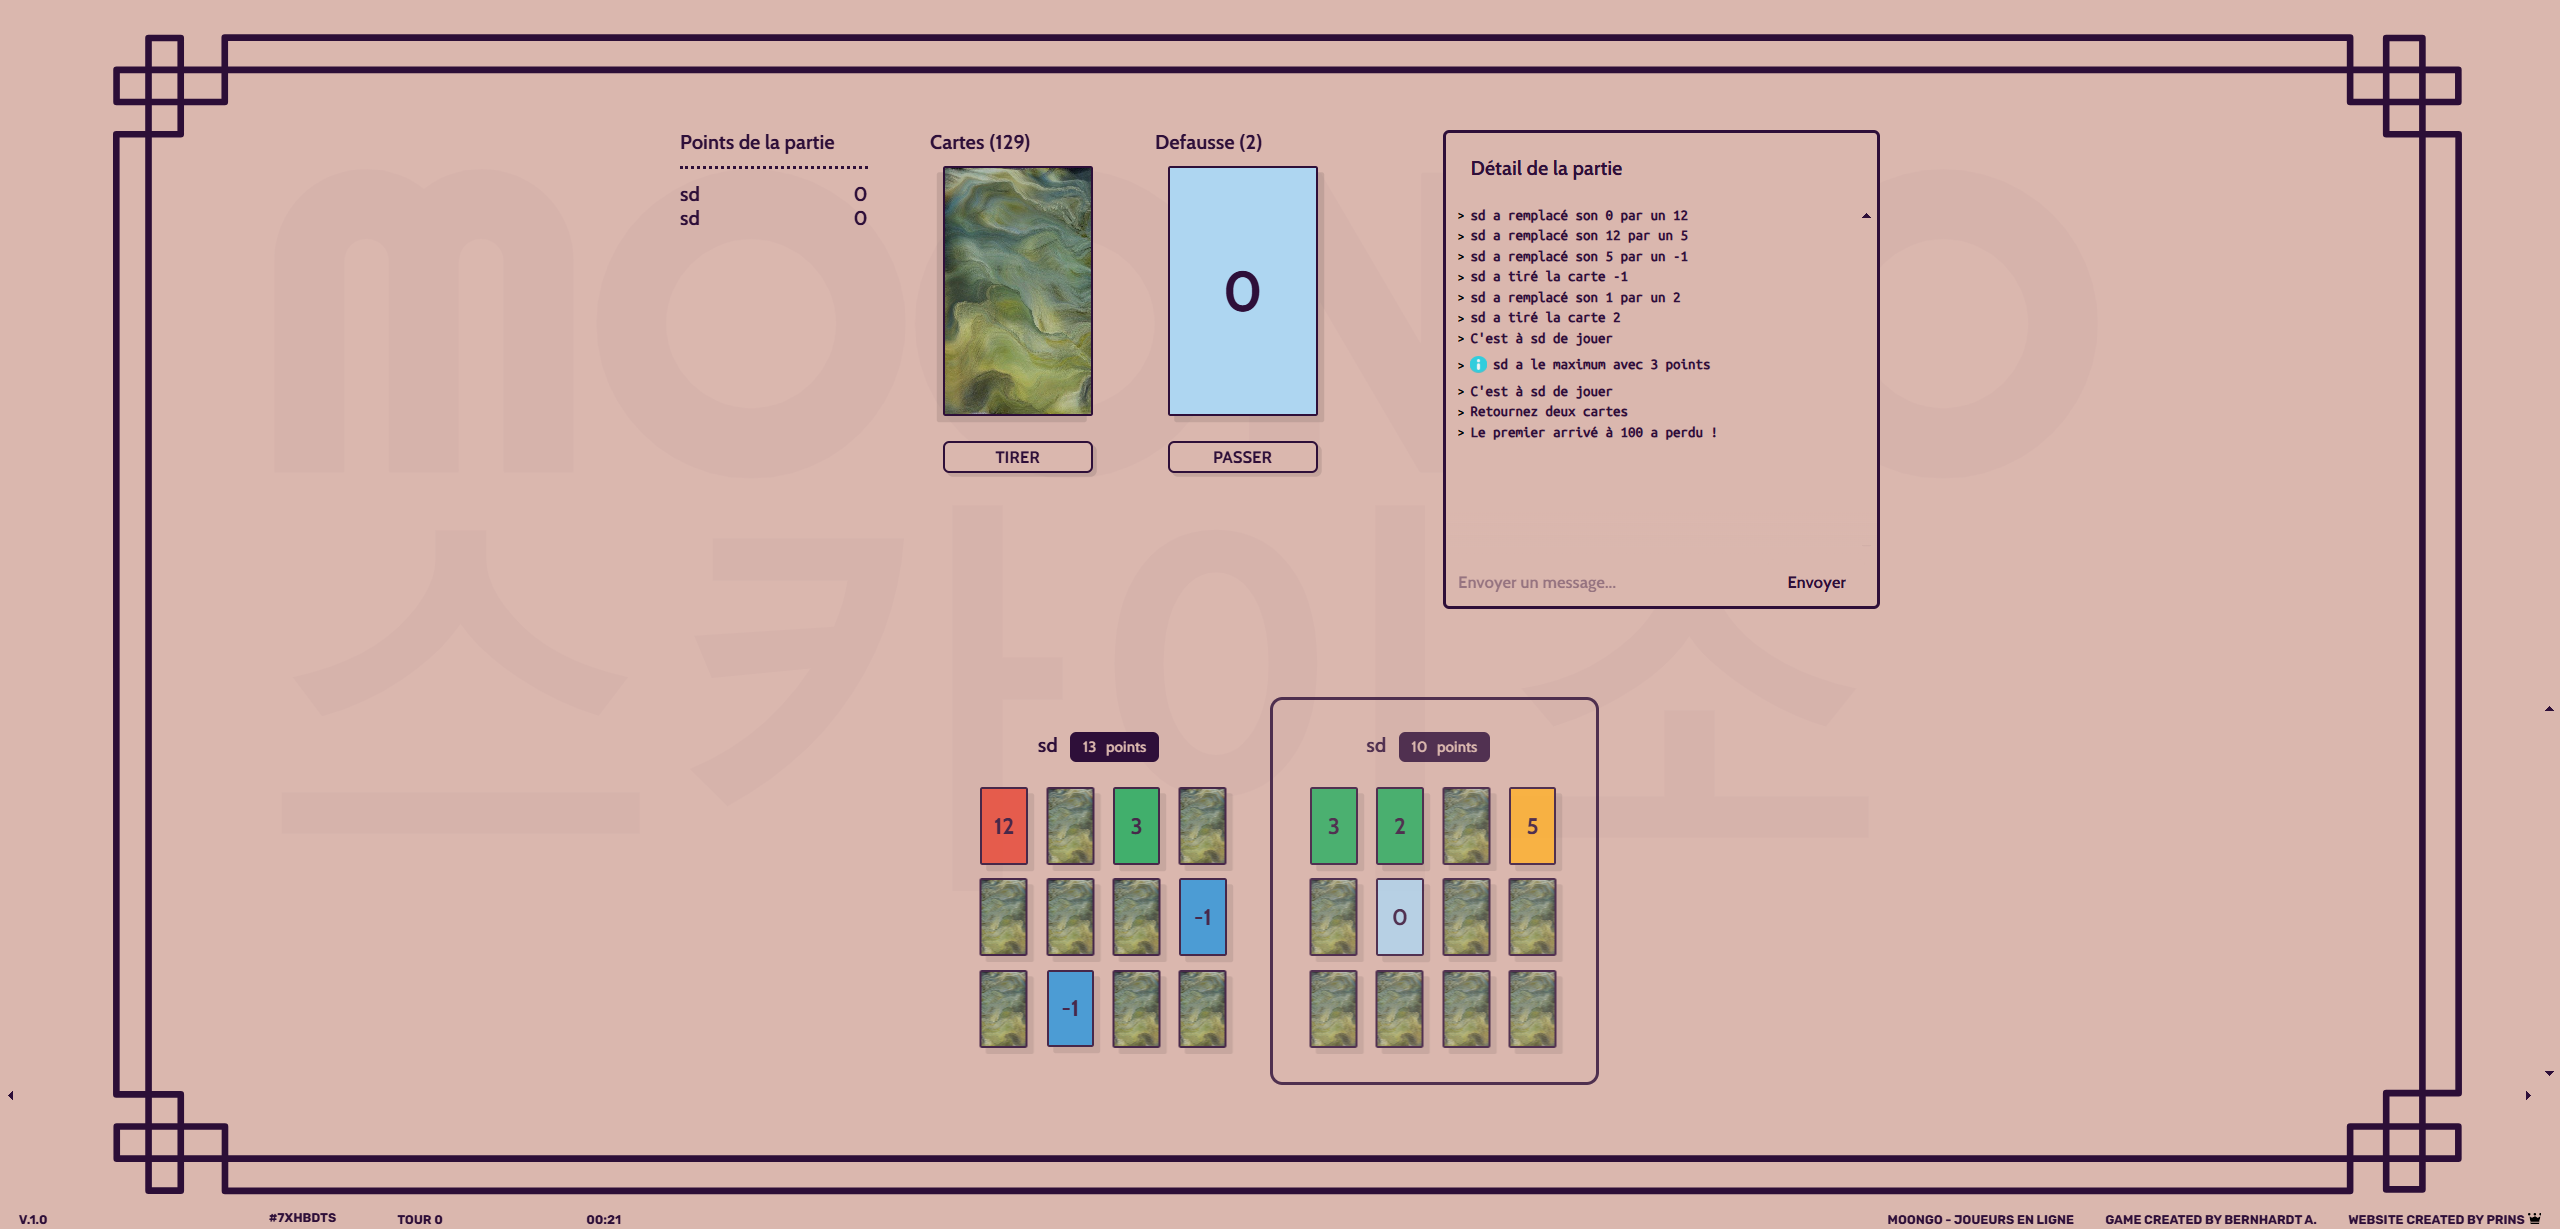 Points de la partie
sd 0
sd 0
Cartes (129)
TIRER
Defausse (2)
0
PASSER
Détail de la partie
> sd a remplacé son 0 par un 12
> sd a remplacé son 12 par un 5
> sd a remplacé son 5 par un -1
> sd a tiré la carte -1
> sd a remplacé son 1 par un 2
> sd a tiré la carte 2
> C'est à sd de jouer
> sd a le maximum avec 3 points
> C'est à sd de jouer
> Retournez deux cartes
> Le premier arrivé à 100 a perdu !
Envoyer un message... Envoyer
MOONGO
스카이조
sd 13 points
12 3
-1
-1
sd 10 points
3 2 5
0
V.1.0 #7XHBDTS TOUR 0 00:21 MOONGO - JOUEURS EN LIGNE GAME CREATED BY BERNHARDT A. WEBSITE CREATED BY PRINS